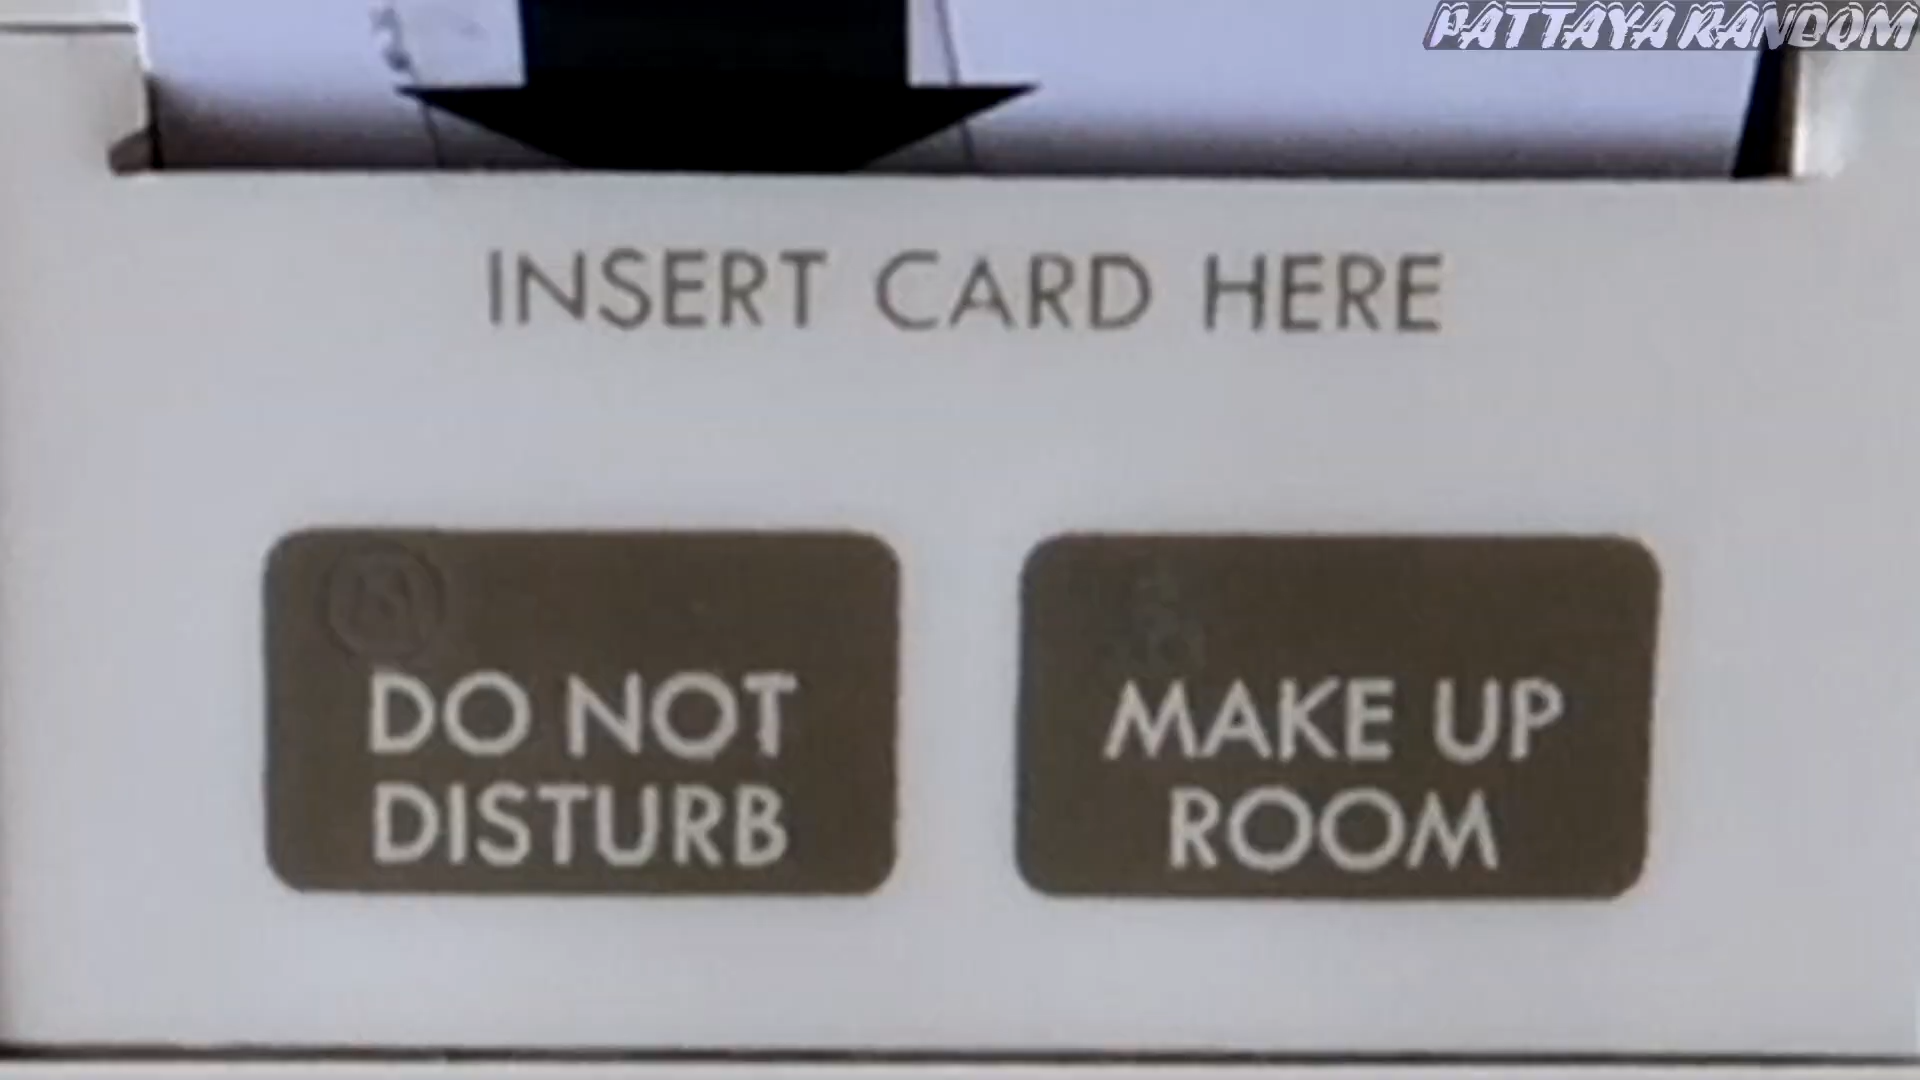 PATTAYA RANDOM
INSERT CARD HERE
DO NOT
DISTURB
MAKE UP
ROOM